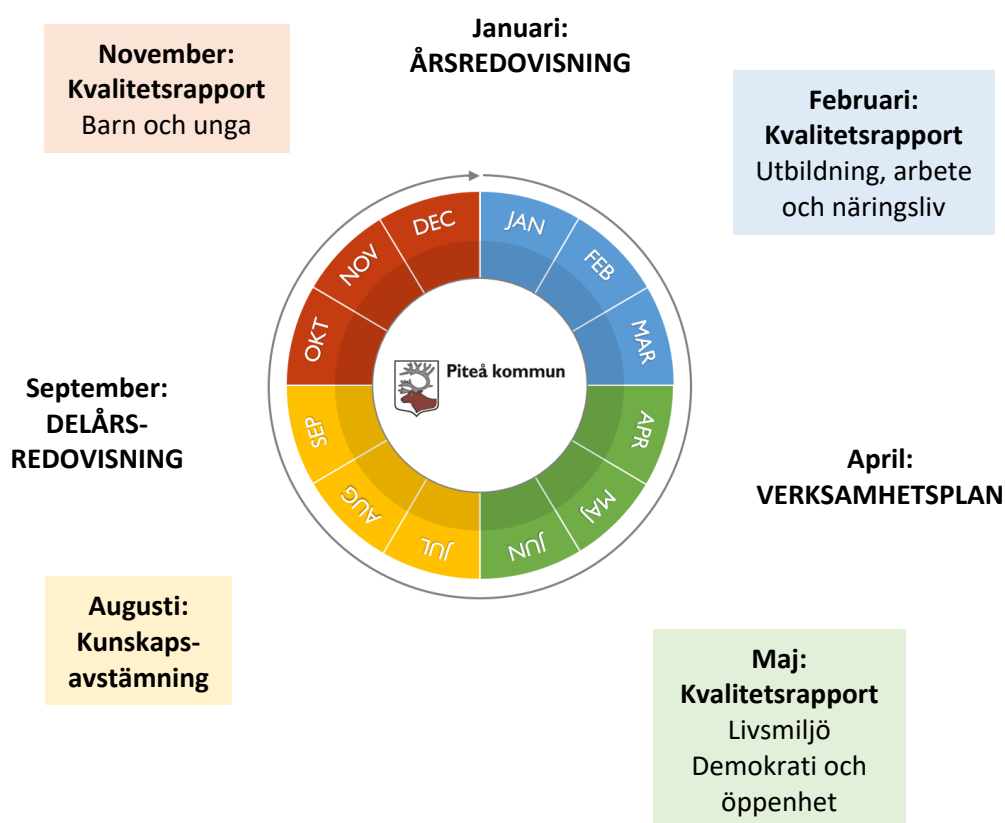 Januari:
ÅRSREDOVISNING
November:
Kvalitetsrapport
Barn och unga
Februari:
Kvalitetsrapport
Utbildning, arbete
och näringsliv
JAN
FEB
MAR
APR
MAJ
JUN
JUL
AUG
SEP
OKT
NOV
DEC
Piteå kommun
September:
DELÅRS-
REDOVISNING
April:
VERKSAMHETSPLAN
Augusti:
Kunskaps-
avstämning
Maj:
Kvalitetsrapport
Livsmiljö
Demokrati och
öppenhet